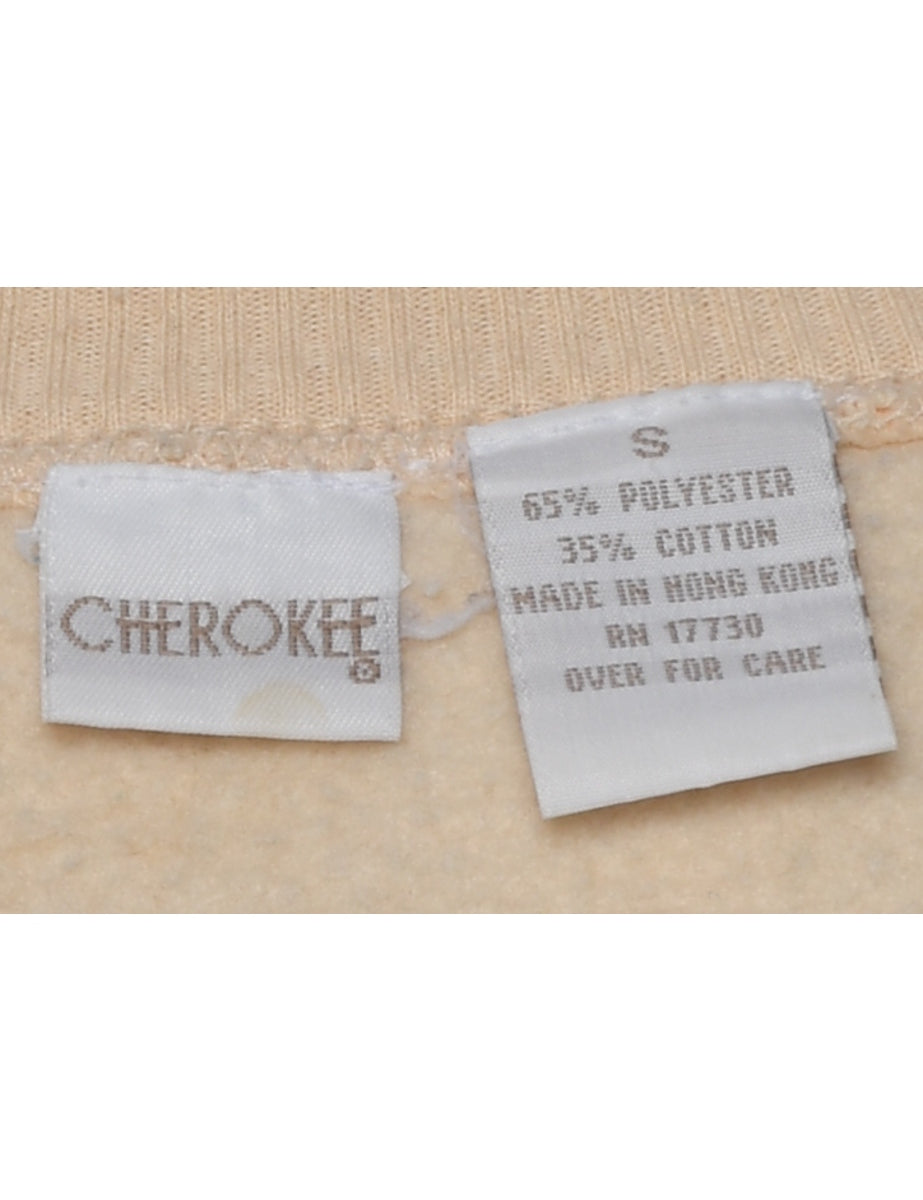 CHEROKEE
®
S
65% POLYESTER
35% COTTON
MADE IN HONG KONG
RN 17730
OVER FOR CARE